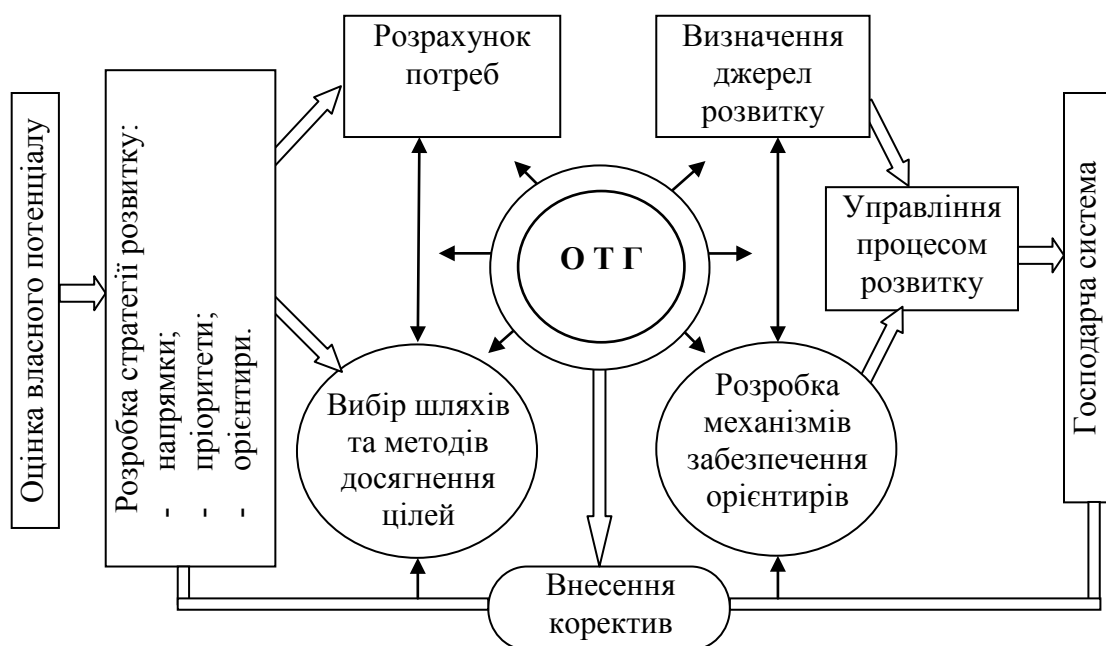 Оцінка власного потенціалу
Розробка стратегії розвитку:
- напрямки;
- пріоритети;
- орієнтири.
Розрахунок
потреб
Визначення
джерел
розвитку
О Т Г
Управління
процесом
розвитку
Господарча система
Вибір шляхів
та методів
досягнення
цілей
Розробка
механізмів
забезпечення
орієнтирів
Внесення
коректив